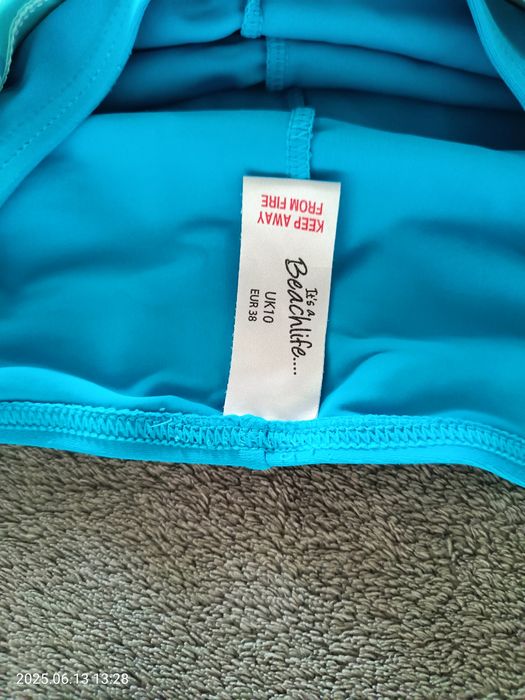 KEEP AWAY
FROM FIRE
It's a
Beachlife....
UK10
EUR 38
2025.06.13 13:28